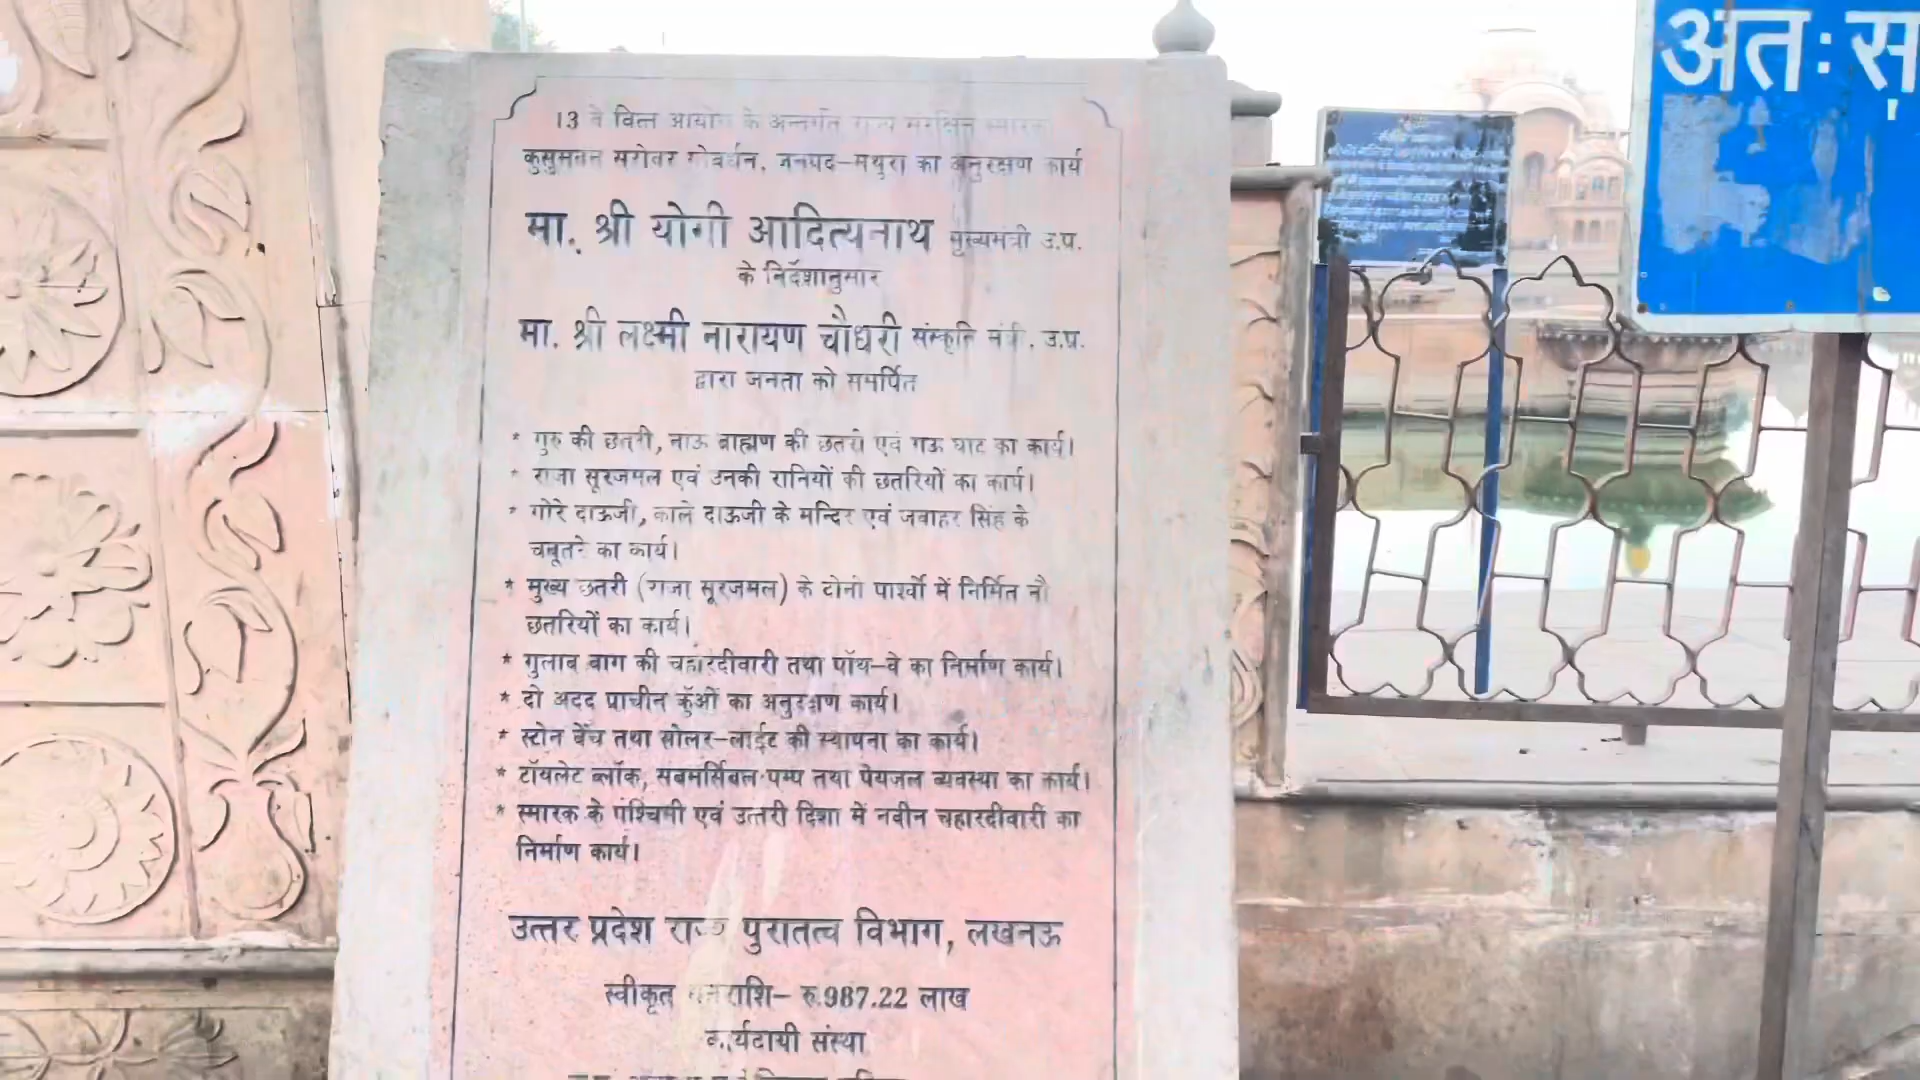 13 वें वित्त आयोग के अन्तर्गत राज्य संरक्षित स्मारक
कुसुमवन सरोवर गोवर्धन, जनपद-मथुरा का अनुरक्षण कार्य
मा. श्री योगी आदित्यनाथ मुख्यमंत्री उ.प्र.
के निर्देशानुसार
मा. श्री लक्ष्मी नारायण चौधरी संस्कृति मंत्री, उ.प्र.
द्वारा जनता को समर्पित
* गुरु की छतरी, नाऊ ब्राह्मण की छतरी एवं गऊ घाट का कार्य।
* राजा सूरजमल एवं उनकी रानियों की छतरियों का कार्य।
* गोरे दाऊजी, काले दाऊजी के मन्दिर एवं जवाहर सिंह के
चबूतरे का कार्य।
* मुख्य छतरी (राजा सूरजमल) के दोनो पार्श्वों में निर्मित नौ
छतरियों का कार्य।
* गुलाब बाग की चहारदीवारी तथा पॉथ-वे का निर्माण कार्य।
* दो अदद प्राचीन कुँओं का अनुरक्षण कार्य।
* स्टोन बेंच तथा सोलर-लाईट की स्थापना का कार्य।
* टॉयलेट ब्लॉक, सबमर्सिबल पम्प तथा पेयजल व्यवस्था का कार्य।
* स्मारक के पश्चिमी एवं उत्तरी दिशा में नवीन चहारदीवारी का
निर्माण कार्य।
उत्तर प्रदेश राज्य पुरातत्व विभाग, लखनऊ
स्वीकृत धनराशि- रु.987.22 लाख
कार्यदायी संस्था
अत: स